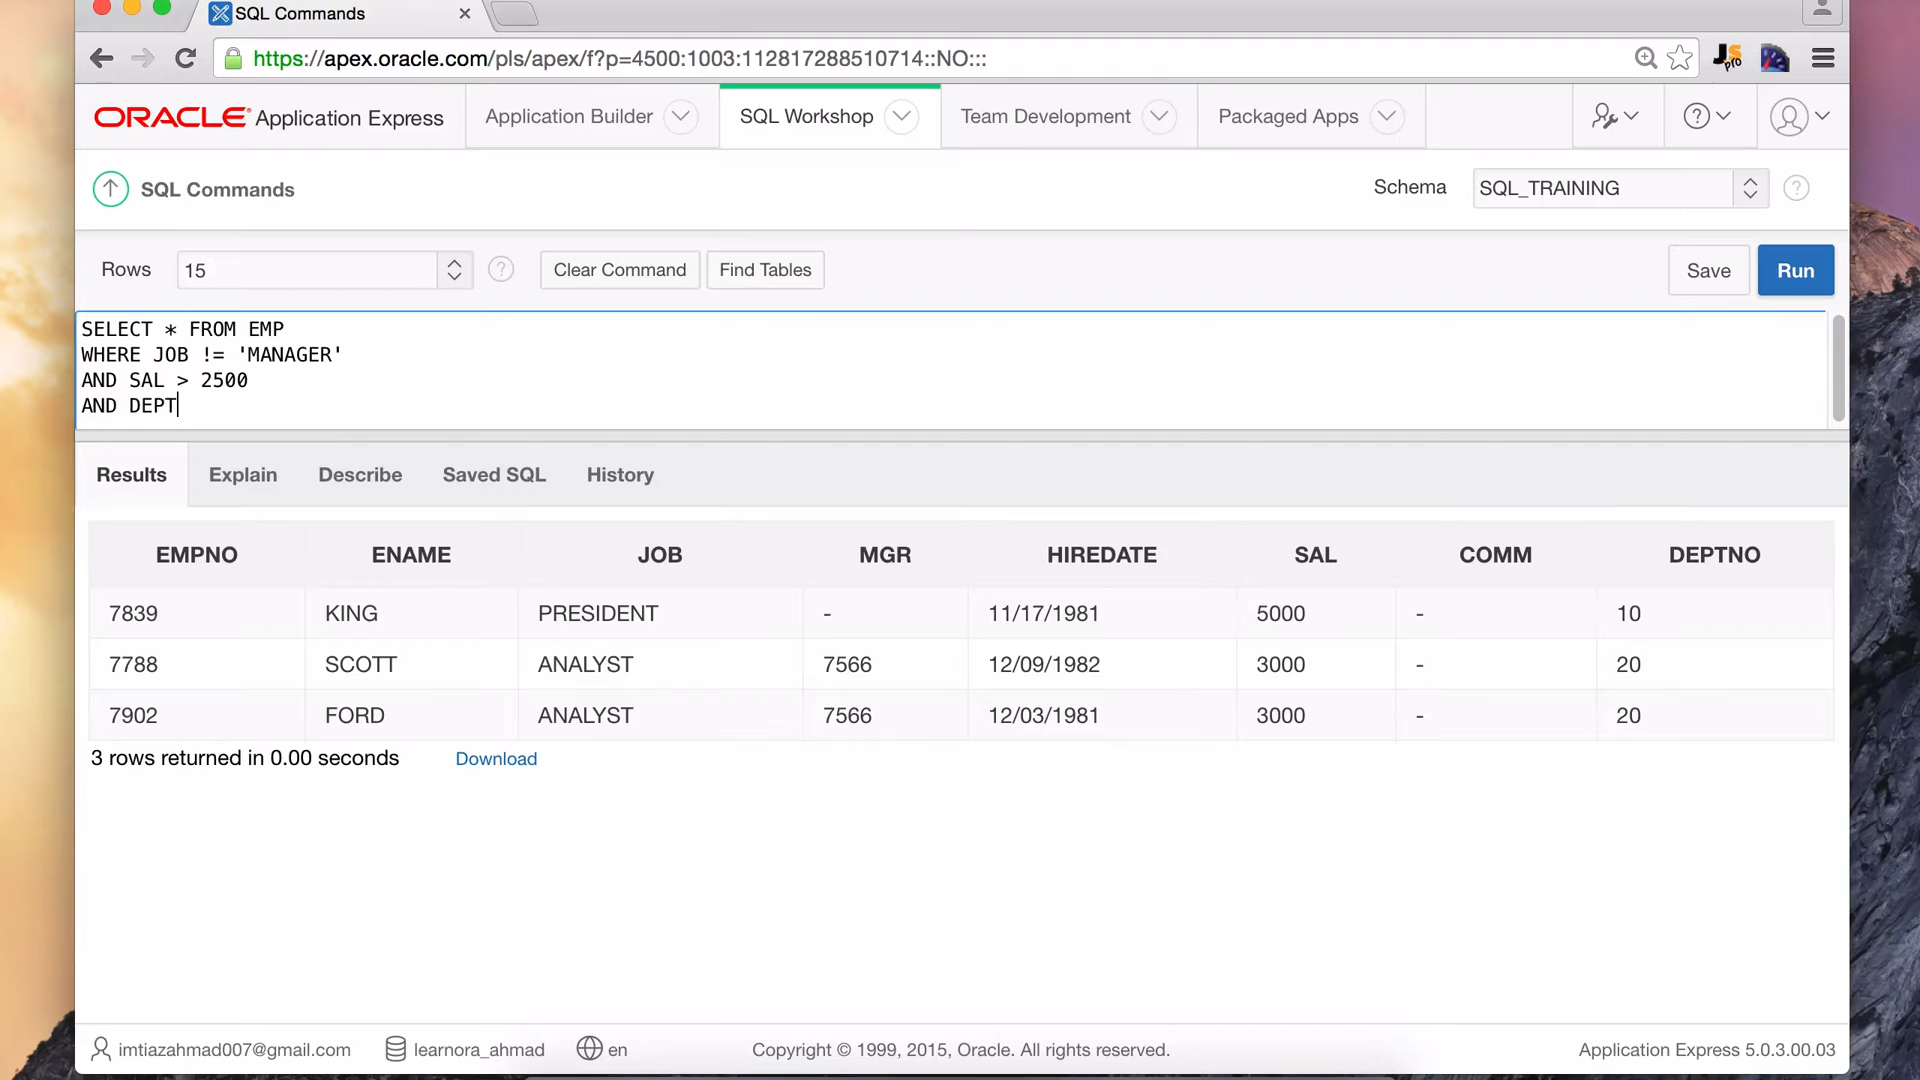 SQL Commands
https://apex.oracle.com/pls/apex/f?p=4500:1003:112817288510714::NO:::
JS pro
ORACLE Application Express
Application Builder
SQL Workshop
Team Development
Packaged Apps
SQL Commands
Schema
SQL_TRAINING
Rows
15
Clear Command
Find Tables
Save
Run
SELECT * FROM EMP
WHERE JOB != 'MANAGER'
AND SAL > 2500
AND DEPT
Results
Explain
Describe
Saved SQL
History
EMPNO ENAME JOB MGR HIREDATE SAL COMM DEPTNO
7839 KING PRESIDENT - 11/17/1981 5000 - 10
7788 SCOTT ANALYST 7566 12/09/1982 3000 - 20
7902 FORD ANALYST 7566 12/03/1981 3000 - 20
3 rows returned in 0.00 seconds
Download
imtiazahmad007@gmail.com
learnora_ahmad
en
Copyright © 1999, 2015, Oracle. All rights reserved.
Application Express 5.0.3.00.03